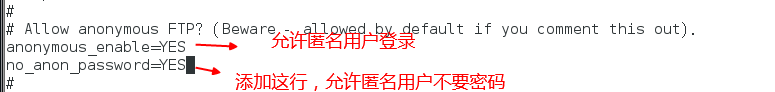 #
# Allow anonymous FTP? (Beware - allowed by default if you comment this out).
anonymous_enable=YES 允许匿名用户登录
no_anon_password=YES 添加这行，允许匿名用户不要密码
#